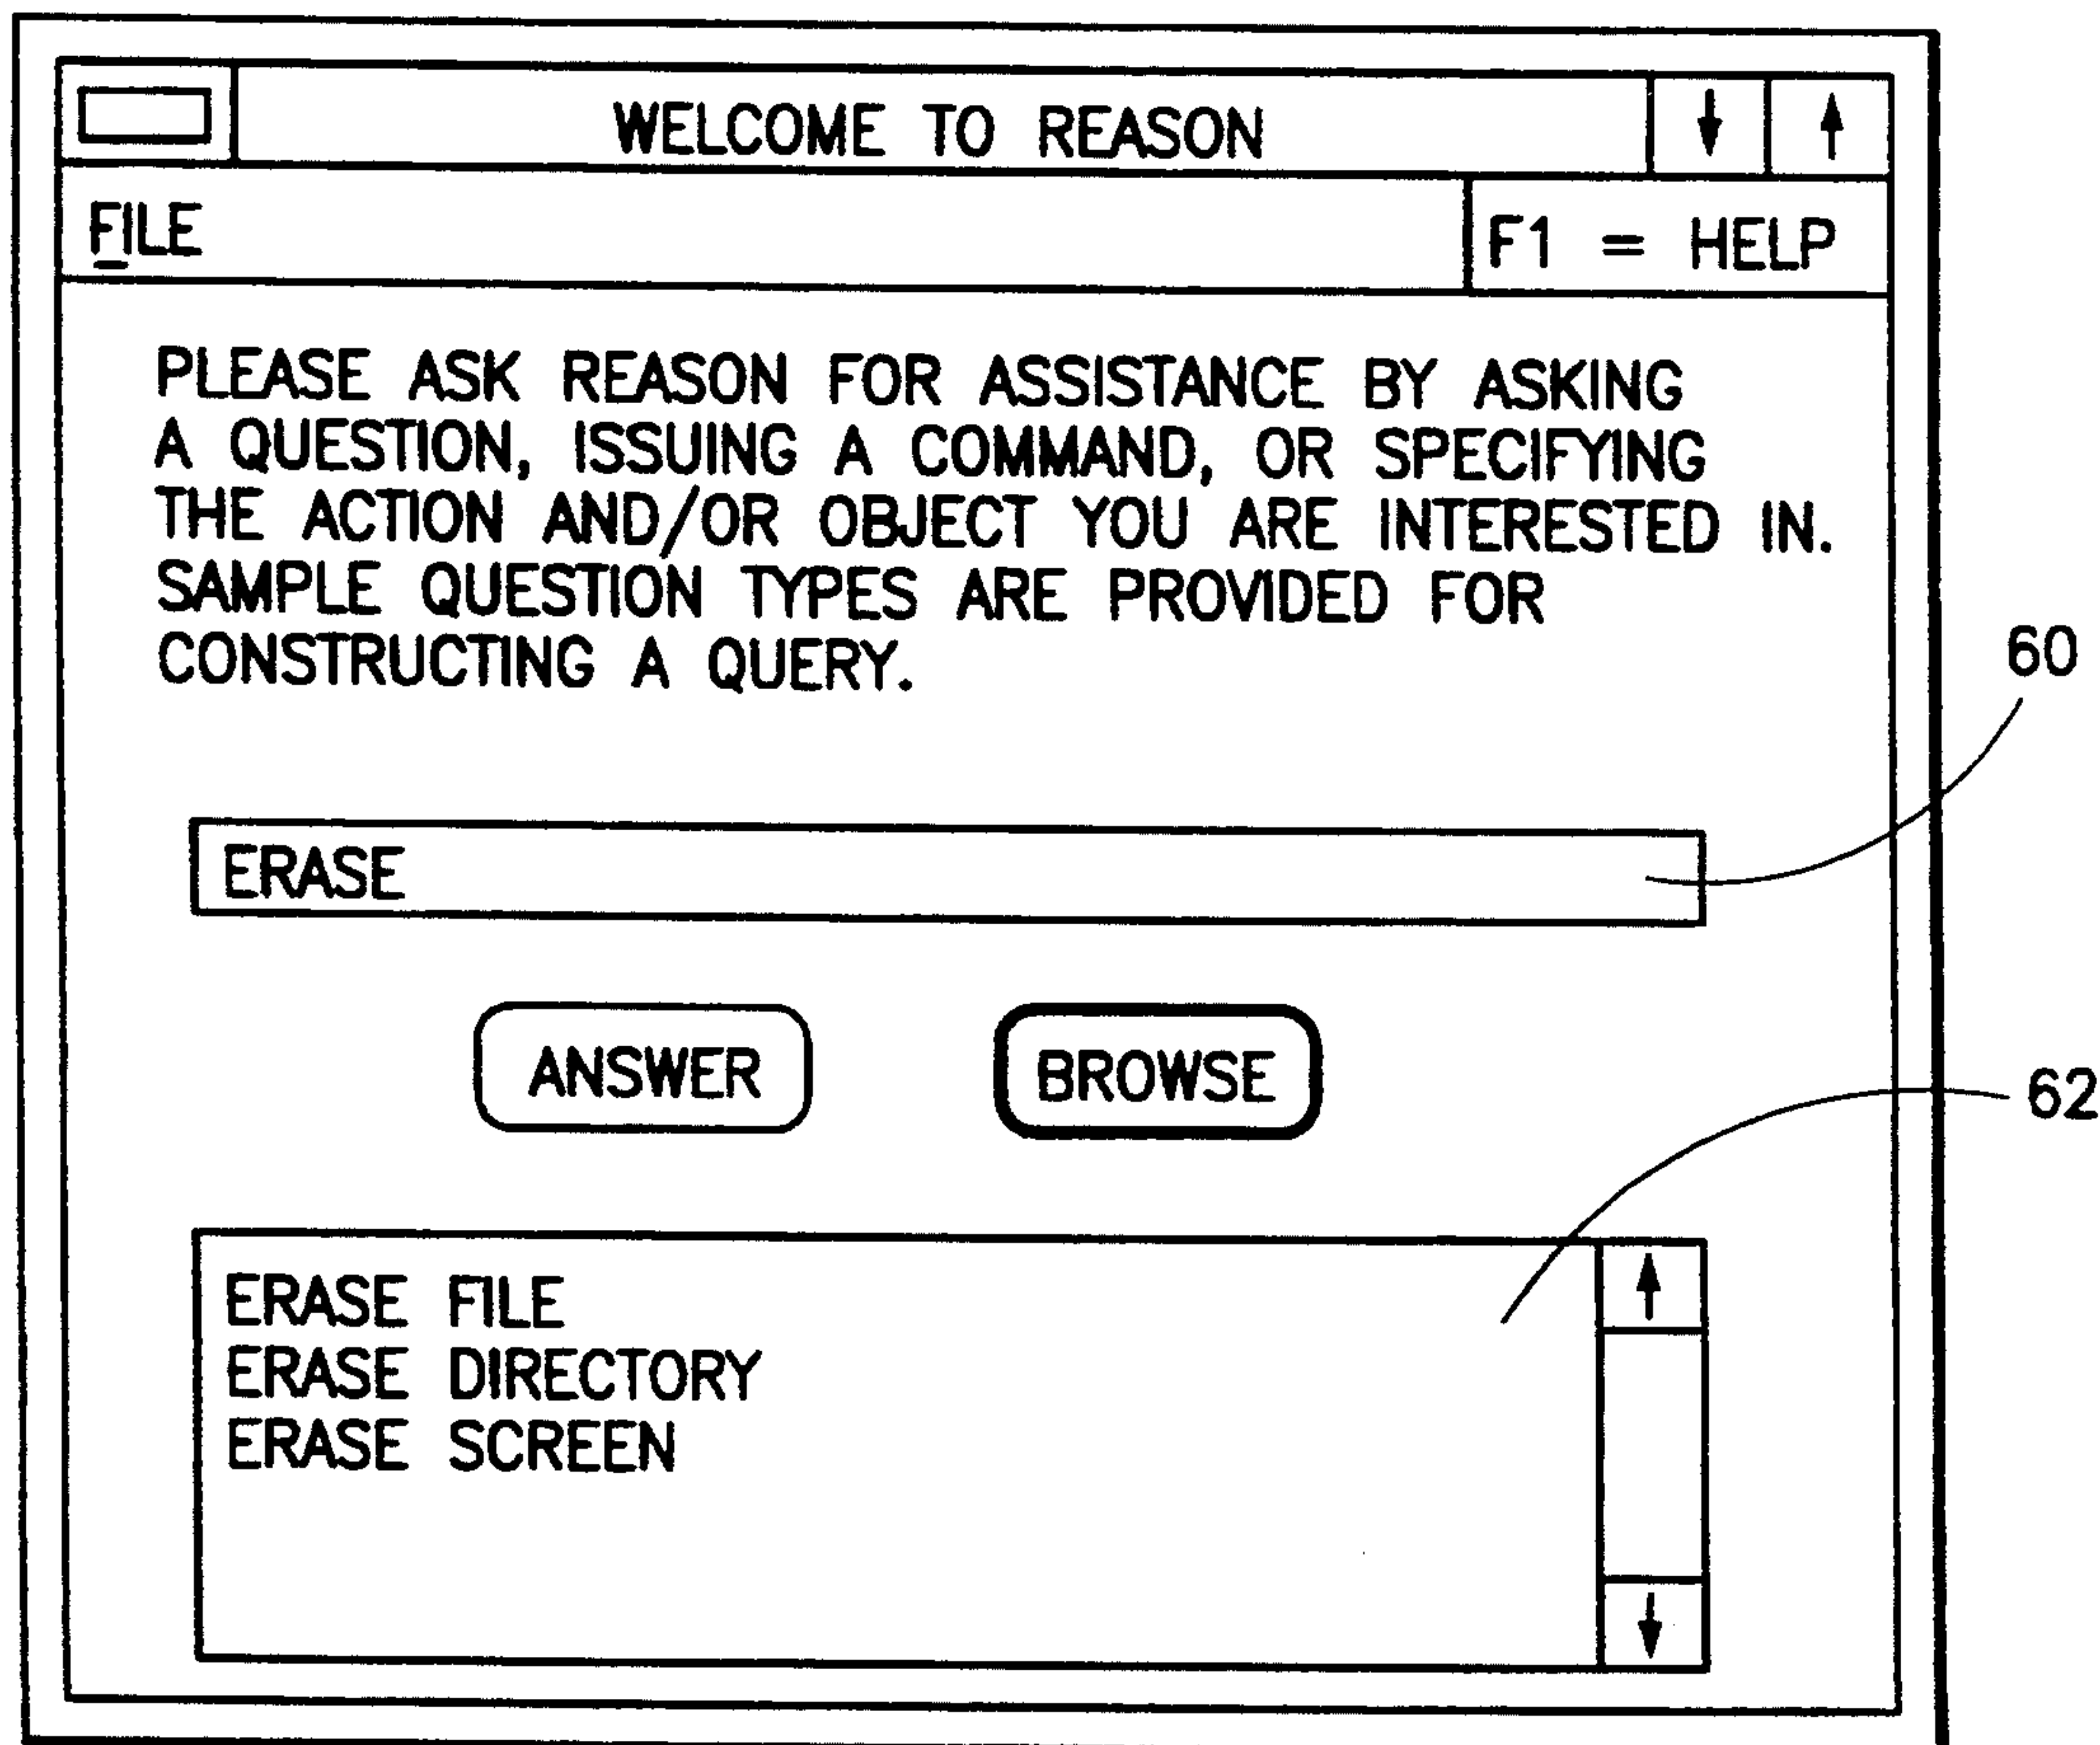 WELCOME TO REASON
FILE
F1 = HELP
PLEASE ASK REASON FOR ASSISTANCE BY ASKING
A QUESTION, ISSUING A COMMAND, OR SPECIFYING
THE ACTION AND/OR OBJECT YOU ARE INTERESTED IN.
SAMPLE QUESTION TYPES ARE PROVIDED FOR
CONSTRUCTING A QUERY.
60
ERASE
ANSWER BROWSE
62
ERASE FILE
ERASE DIRECTORY
ERASE SCREEN